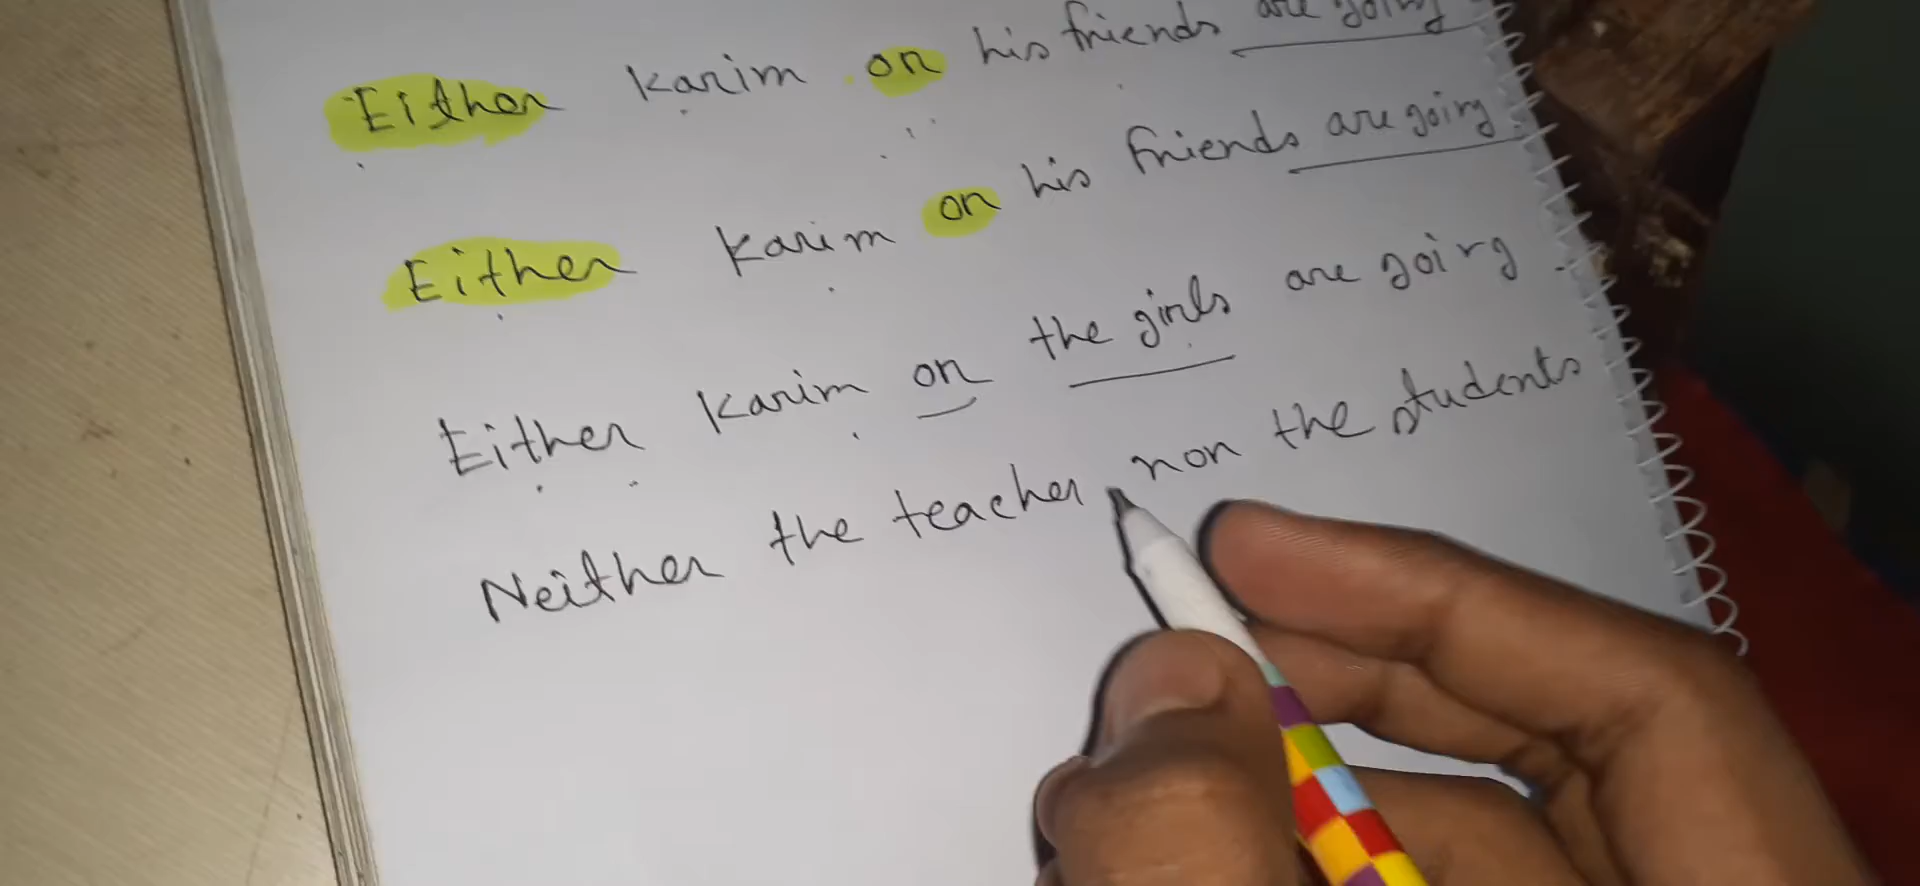 Either Karim or his friends are going
Either Karim or his friends are going.
Either Karim or the girls are going.
Neither the teacher nor the students